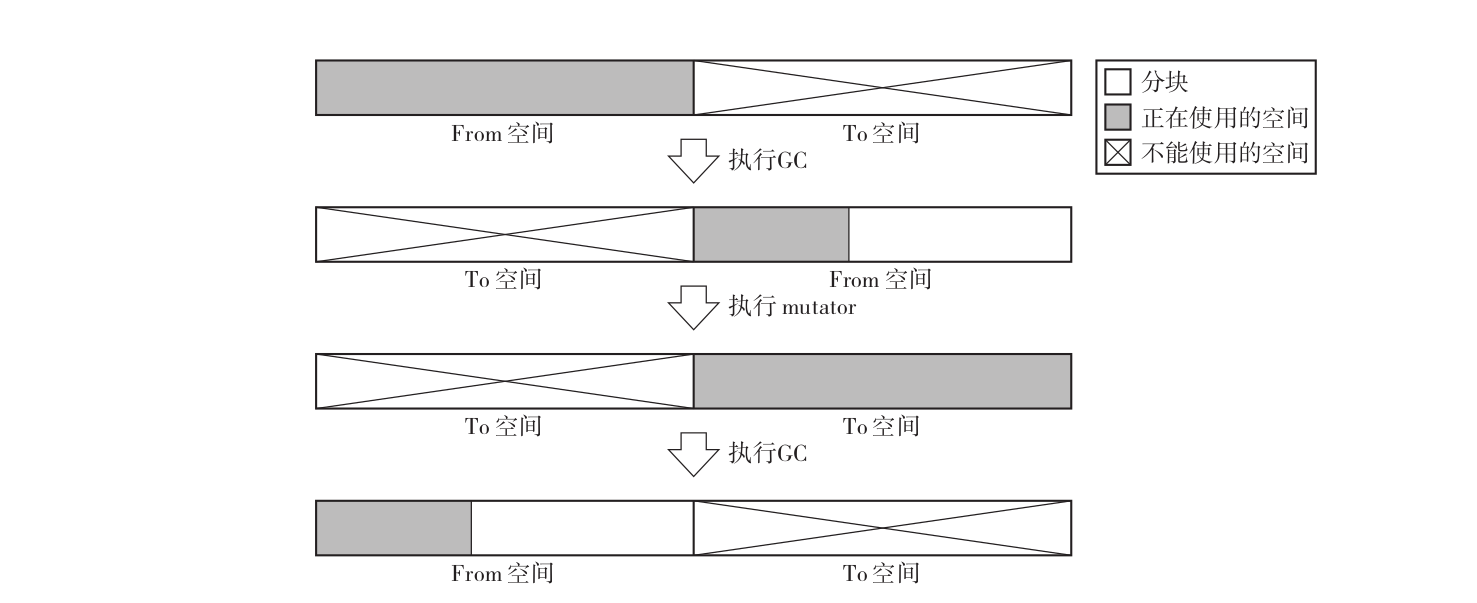 From 空间
To 空间
分块
正在使用的空间
不能使用的空间
执行GC
To 空间
From 空间
执行 mutator
To 空间
To 空间
执行GC
From 空间
To 空间